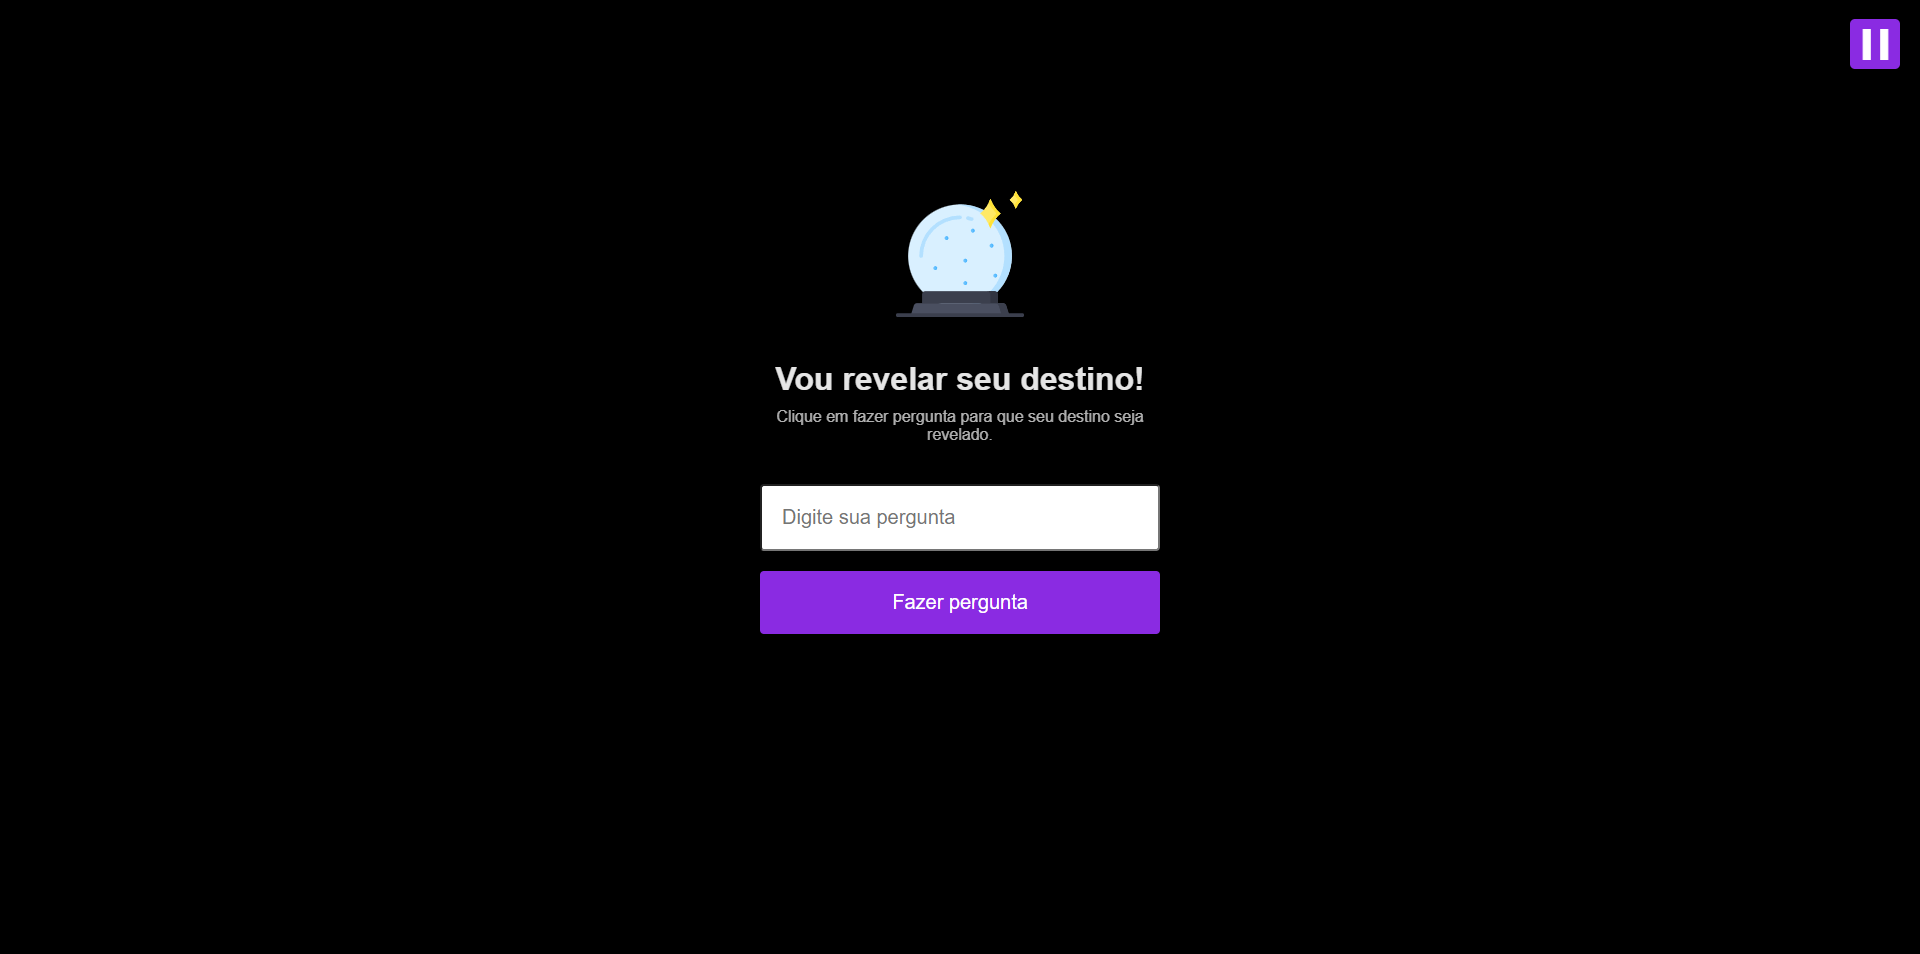 Vou revelar seu destino!
Clique em fazer pergunta para que seu destino seja
revelado.
Digite sua pergunta
Fazer pergunta